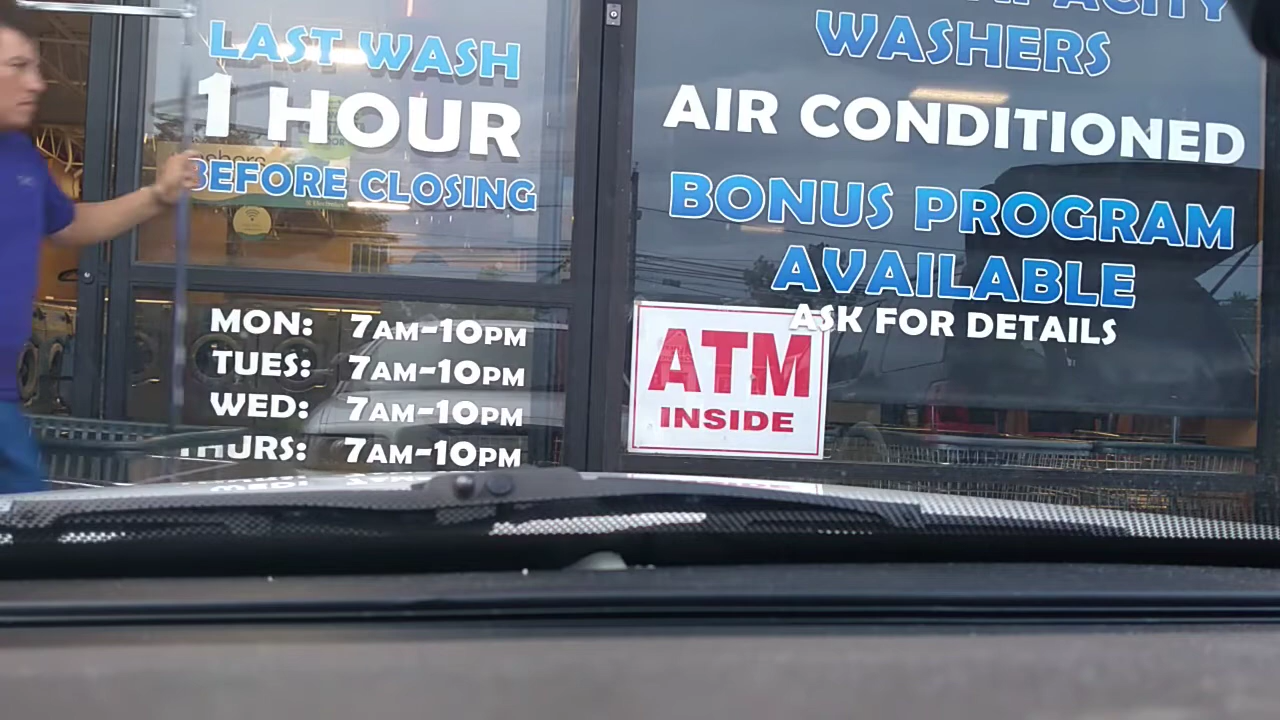 LAST WASH
1 HOUR
BEFORE CLOSING
MON: 7AM-10PM
TUES: 7AM-10PM
WED: 7AM-10PM
THURS: 7AM-10PM
WASHERS
AIR CONDITIONED
BONUS PROGRAM
AVAILABLE
ASK FOR DETAILS
ATM
INSIDE